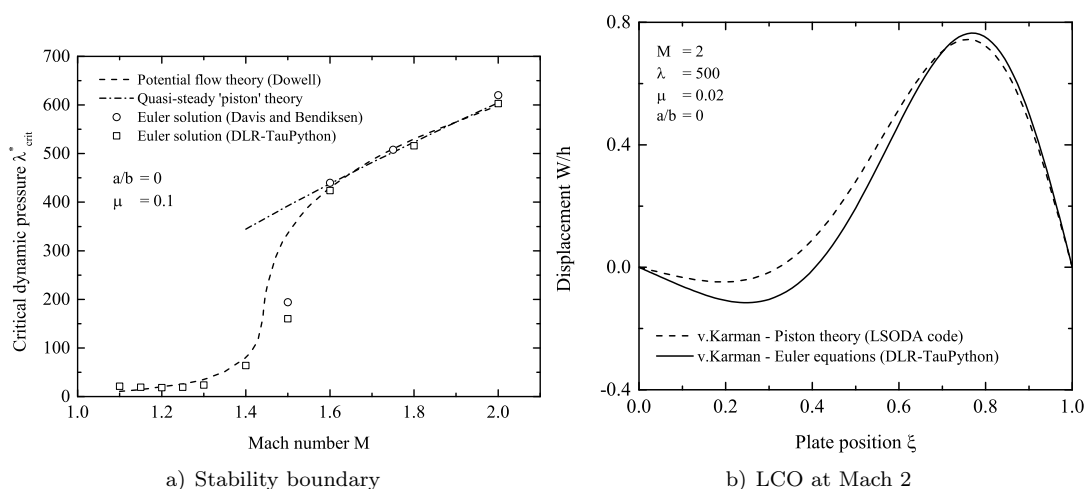 700
600
500
400
300
200
100
0
1.0 1.2 1.4 1.6 1.8 2.0
Critical dynamic pressure λ*crit
Mach number M
Potential flow theory (Dowell)
Quasi-steady 'piston' theory
Euler solution (Davis and Bendiksen)
Euler solution (DLR-TauPython)
a/b = 0
μ = 0.1
a) Stability boundary
0.8
0.4
0.0
-0.4
0.0 0.2 0.4 0.6 0.8 1.0
Displacement W/h
Plate position ξ
M = 2
λ = 500
μ = 0.02
a/b = 0
v.Karman - Piston theory (LSODA code)
v.Karman - Euler equations (DLR-TauPython)
b) LCO at Mach 2